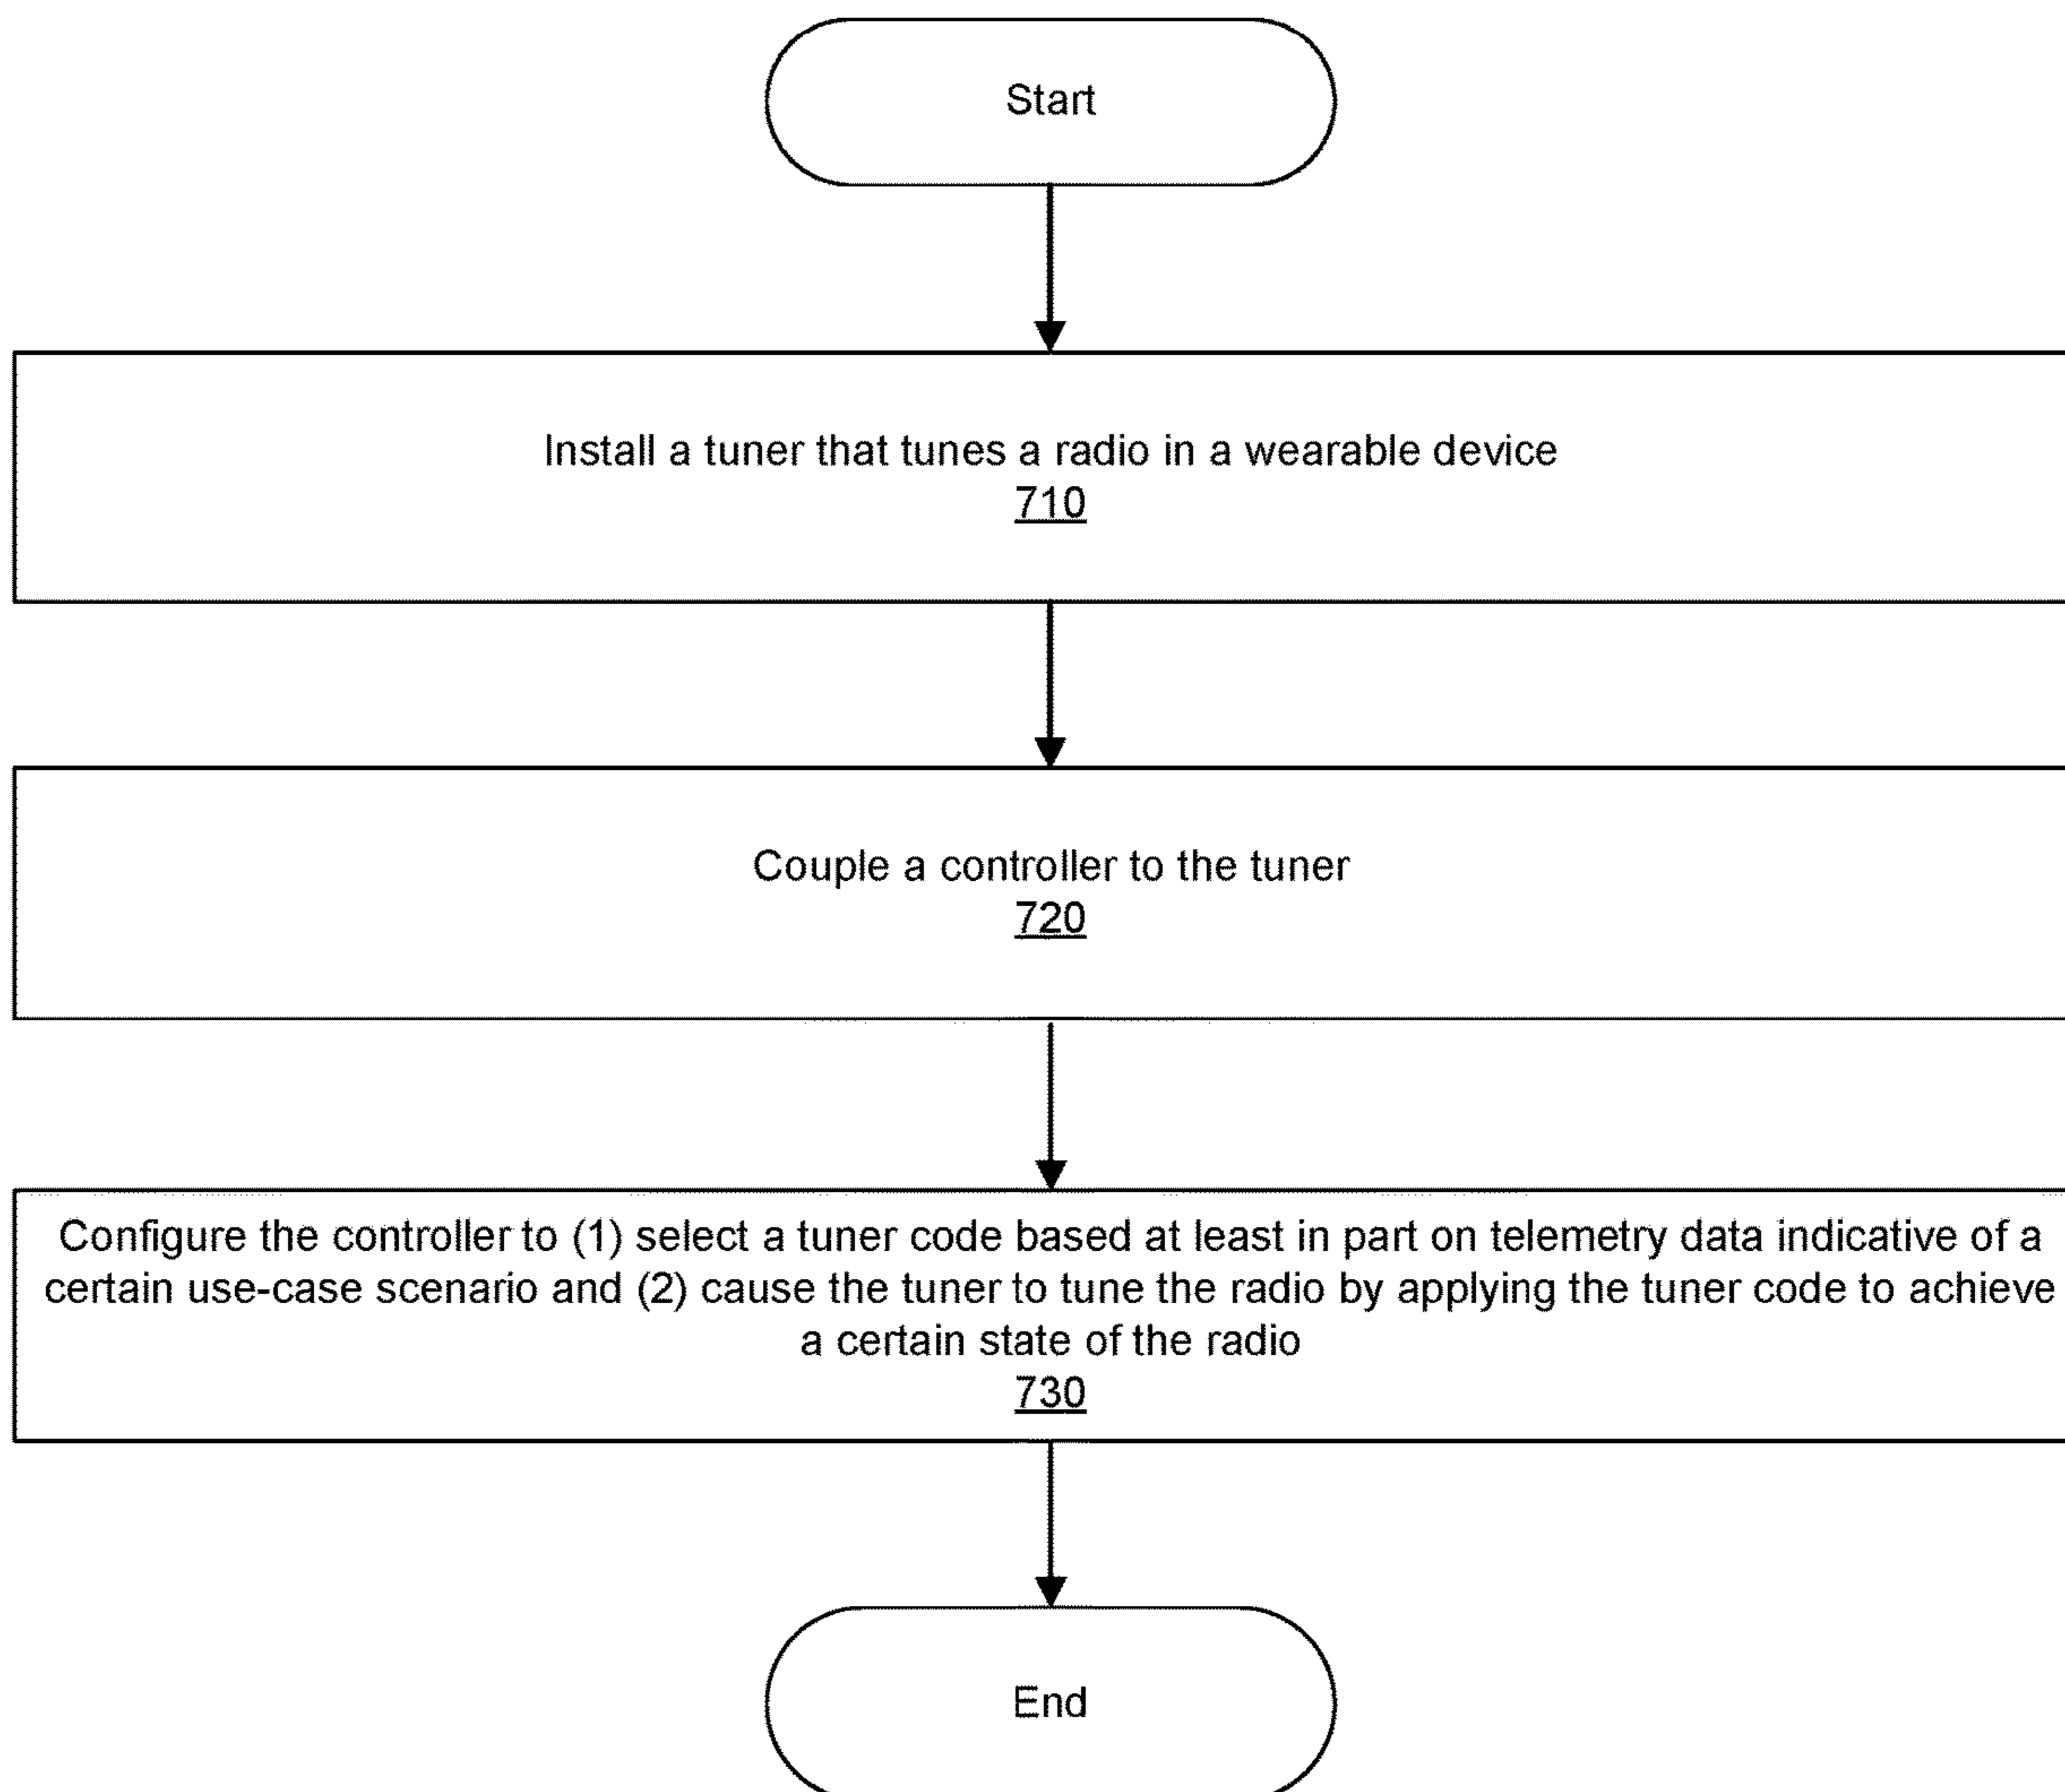 Start
Install a tuner that tunes a radio in a wearable device
710
Couple a controller to the tuner
720
Configure the controller to (1) select a tuner code based at least in part on telemetry data indicative of a
certain use-case scenario and (2) cause the tuner to tune the radio by applying the tuner code to achieve
a certain state of the radio
730
End